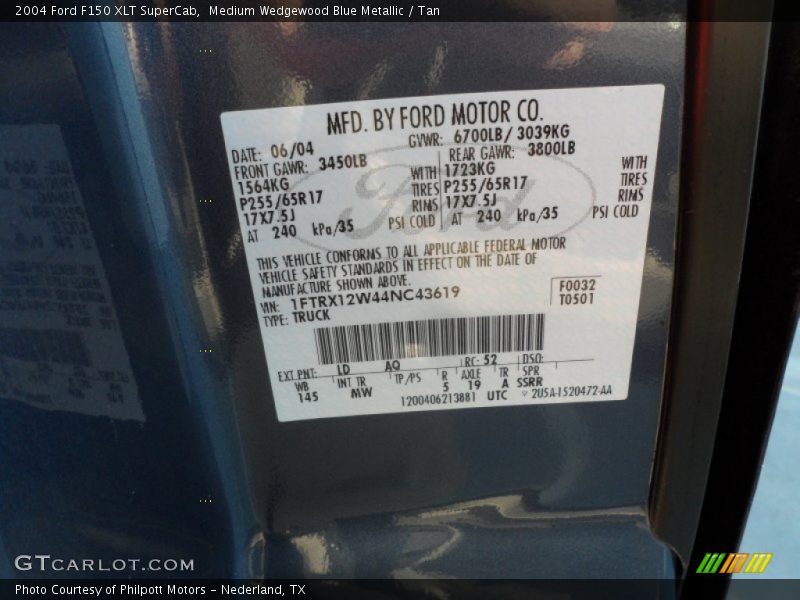 2004 Ford F150 XLT SuperCab, Medium Wedgewood Blue Metallic / Tan
MFD. BY FORD MOTOR CO.
DATE: 06/04 GVWR: 6700LB/ 3039KG
FRONT GAWR: 3450LB REAR GAWR: 3800LB
1564KG WITH 1723KG WITH
P255/65R17 TIRES P255/65R17 TIRES
17X7.5J RIMS 17X7.5J RIMS
AT 240 kPa/35 PSI COLD AT 240 kPa/35 PSI COLD
Ford
THIS VEHICLE CONFORMS TO ALL APPLICABLE FEDERAL MOTOR
VEHICLE SAFETY STANDARDS IN EFFECT ON THE DATE OF
MANUFACTURE SHOWN ABOVE.
VIN: 1FTRX12W44NC43619 F0032
TYPE: TRUCK T0501
EXT PNT: LD AQ RC: 52 DSO:
WB INT TR TP/PS R AXLE TR SPR
145 MW 5 19 A SSRR
1200406213881 UTC 2U5A-1520472-AA
GTCARLOT.COM
Photo Courtesy of Philpott Motors - Nederland, TX